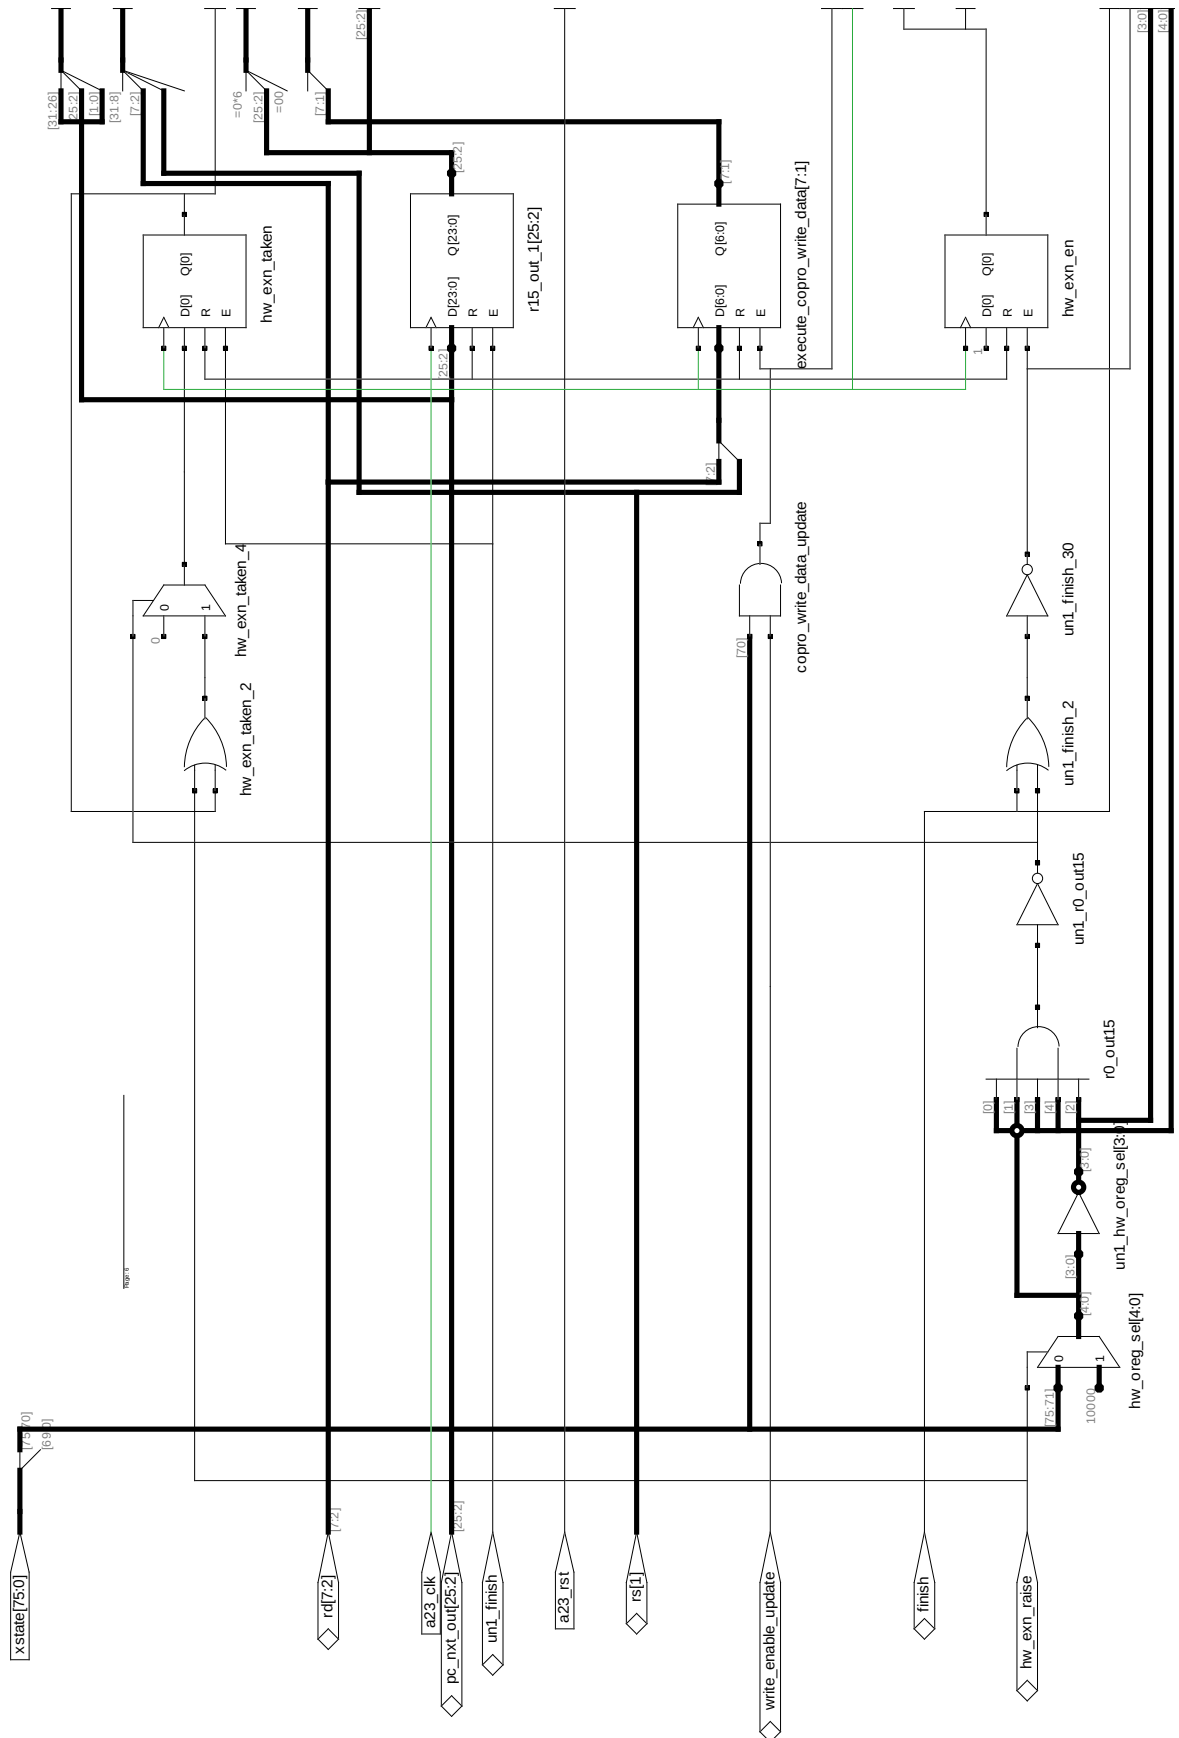 [31:26]
[25:2]
[1:0]
[31:8]
[7:2]
=0*6
[25:2]
=00
[7:1]
[25:2]
[3:0]
[4:0]
[25:2]
[7:1]
Q[0]
D[0]
R
E
hw_exn_taken
Q[23:0]
D[23:0]
R
E
r15_out_1[25:2]
[25:2]
Q[6:0]
D[6:0]
R
E
execute_copro_write_data[7:1]
Q[0]
D[0]
R
E
hw_exn_en
1
[7:2]
0
1
0
hw_exn_taken_4
hw_exn_taken_2
[70]
copro_write_data_update
un1_finish_30
un1_finish_2
un1_r0_out15
r0_out15
[0]
[1]
[3]
[4]
[2]
[3:0]
un1_hw_oreg_sel[3:0]
[3:0]
[4:0]
0
1
hw_oreg_sel[4:0]
[75:71]
10000
Page: 6
[75:70]
[69:0]
[7:2]
[25:2]
xstate[75:0]
rd[7:2]
a23_clk
pc_nxt_out[25:2]
un1_finish
a23_rst
rs[1]
write_enable_update
finish
hw_exn_raise